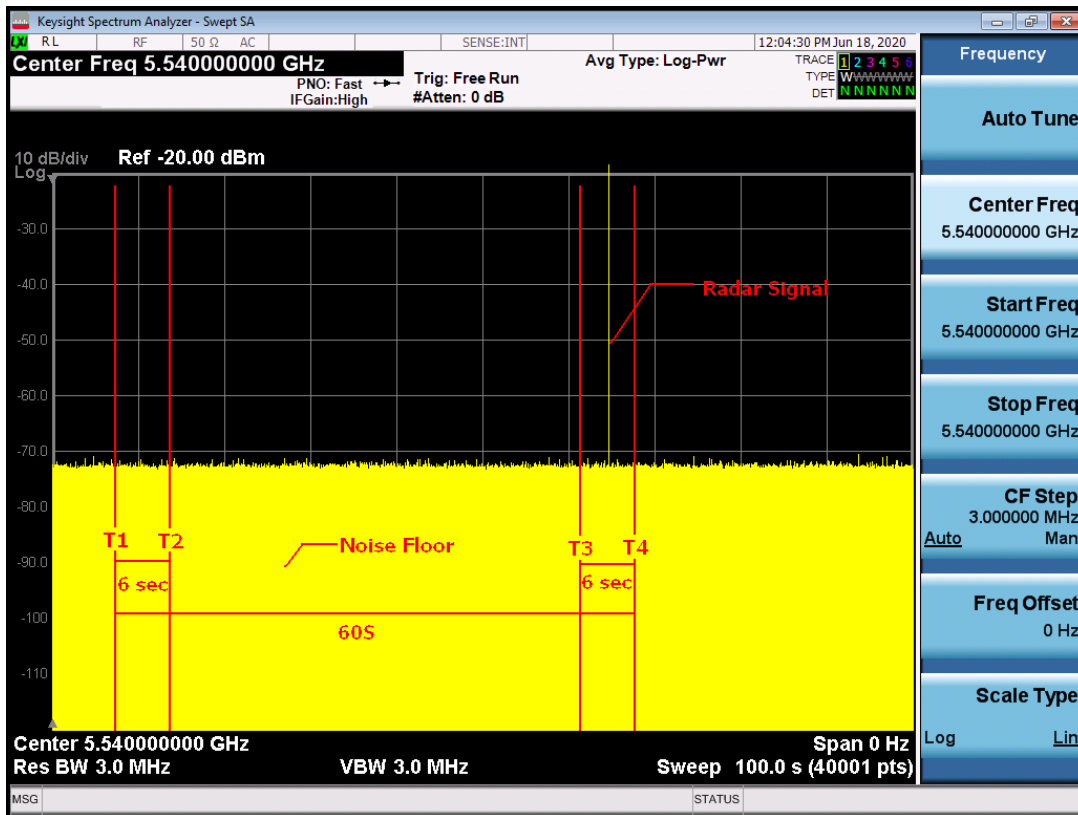 Keysight Spectrum Analyzer - Swept SA
LXI RL RF 50 Ω AC SENSE:INT 12:04:30 PM Jun 18, 2020
Center Freq 5.540000000 GHz
PNO: Fast
IFGain:High
Trig: Free Run
#Atten: 0 dB
Avg Type: Log-Pwr
TRACE 1 2 3 4 5 6
TYPE WWWWWWW
DET N N N N N N
10 dB/div Ref -20.00 dBm
Log
-30.0
-40.0
-50.0
-60.0
-70.0
-80.0
-90.0
-100
-110
Radar Signal
T1 T2
Noise Floor
T3 T4
6 sec
6 sec
60S
Center 5.540000000 GHz Span 0 Hz
Res BW 3.0 MHz VBW 3.0 MHz Sweep 100.0 s (40001 pts)
MSG STATUS
Frequency
Auto Tune
Center Freq
5.540000000 GHz
Start Freq
5.540000000 GHz
Stop Freq
5.540000000 GHz
CF Step
3.000000 MHz
Auto Man
Freq Offset
0 Hz
Scale Type
Log Lin